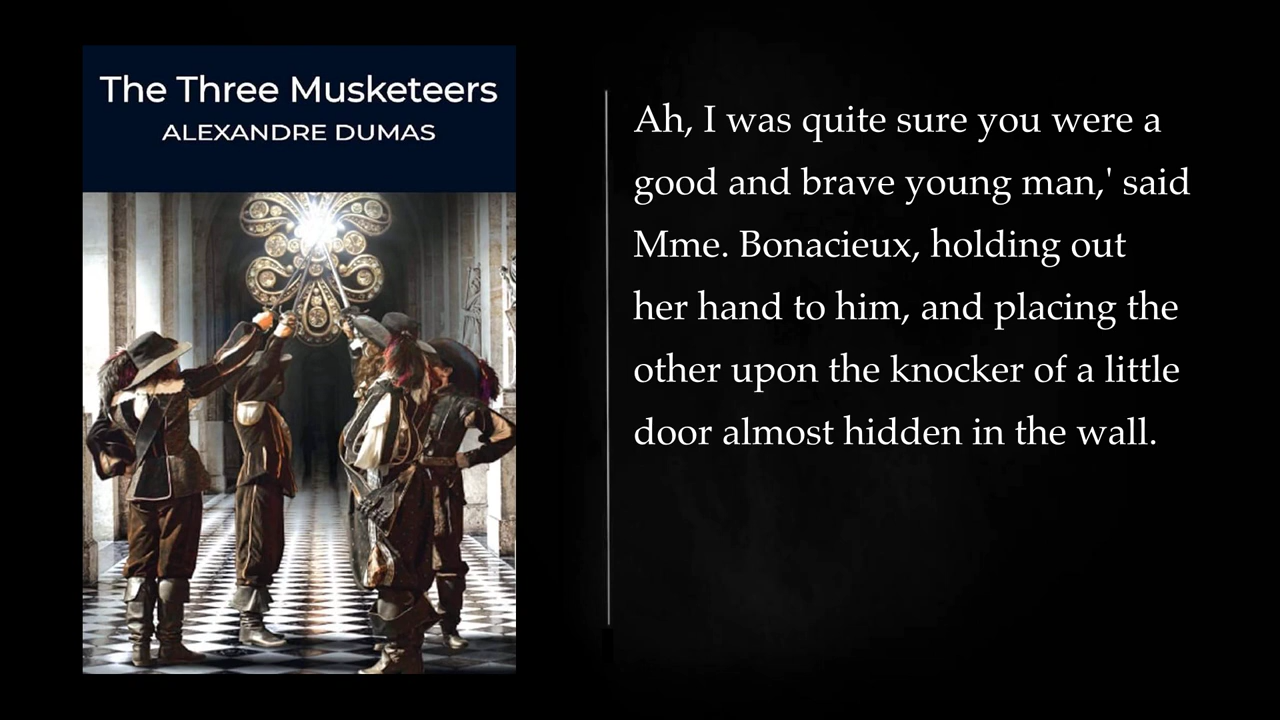 The Three Musketeers
ALEXANDRE DUMAS
Ah, I was quite sure you were a
good and brave young man,' said
Mme. Bonacieux, holding out
her hand to him, and placing the
other upon the knocker of a little
door almost hidden in the wall.